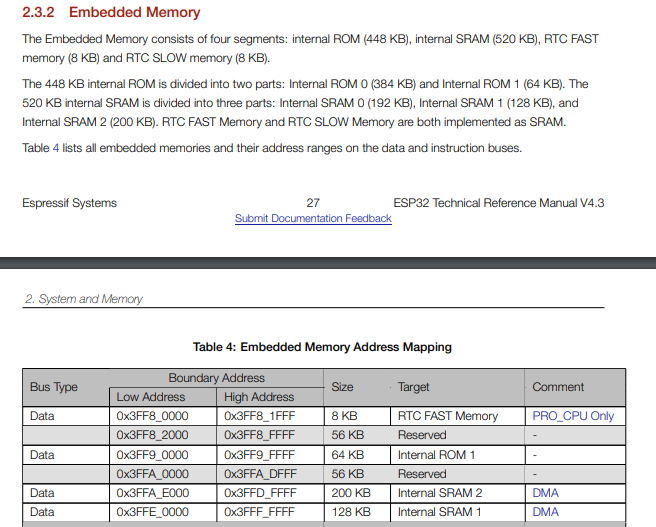 2.3.2 Embedded Memory
The Embedded Memory consists of four segments: internal ROM (448 KB), internal SRAM (520 KB), RTC FAST
memory (8 KB) and RTC SLOW memory (8 KB).
The 448 KB internal ROM is divided into two parts: Internal ROM 0 (384 KB) and Internal ROM 1 (64 KB). The
520 KB internal SRAM is divided into three parts: Internal SRAM 0 (192 KB), Internal SRAM 1 (128 KB), and
Internal SRAM 2 (200 KB). RTC FAST Memory and RTC SLOW Memory are both implemented as SRAM.
Table 4 lists all embedded memories and their address ranges on the data and instruction buses.
Espressif Systems 27 ESP32 Technical Reference Manual V4.3
Submit Documentation Feedback
2. System and Memory
Table 4: Embedded Memory Address Mapping
Bus Type Boundary Address Size Target Comment
Low Address High Address
Data 0x3FF8_0000 0x3FF8_1FFF 8 KB RTC FAST Memory PRO_CPU Only
0x3FF8_2000 0x3FF8_FFFF 56 KB Reserved -
Data 0x3FF9_0000 0x3FF9_FFFF 64 KB Internal ROM 1 -
0x3FFA_0000 0x3FFA_DFFF 56 KB Reserved -
Data 0x3FFA_E000 0x3FFD_FFFF 200 KB Internal SRAM 2 DMA
Data 0x3FFE_0000 0x3FFF_FFFF 128 KB Internal SRAM 1 DMA